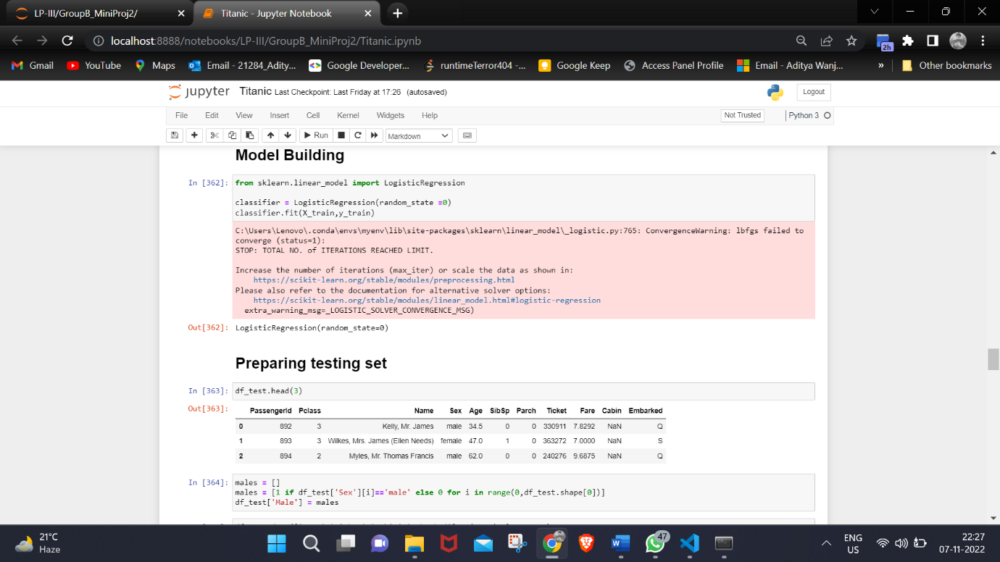 LP-III/GroupB_MiniProj2/
Titanic - Jupyter Notebook
localhost:8888/notebooks/LP-III/GroupB_MiniProj2/Titanic.ipynb
2h
Gmail YouTube Maps Email - 21284_Adity... Google Developer... runtimeTerror404 -... Google Keep Access Panel Profile Email - Aditya Wanj... » Other bookmarks
jupyter Titanic Last Checkpoint: Last Friday at 17:26 (autosaved) Logout
File Edit View Insert Cell Kernel Widgets Help Not Trusted Python 3
Run Markdown
Model Building
In [362]: from sklearn.linear_model import LogisticRegression
classifier = LogisticRegression(random_state =0)
classifier.fit(X_train,y_train)
C:\Users\Lenovo\.conda\envs\myenv\lib\site-packages\sklearn\linear_model\_logistic.py:765: ConvergenceWarning: lbfgs failed to
converge (status=1):
STOP: TOTAL NO. of ITERATIONS REACHED LIMIT.
Increase the number of iterations (max_iter) or scale the data as shown in:
https://scikit-learn.org/stable/modules/preprocessing.html
Please also refer to the documentation for alternative solver options:
https://scikit-learn.org/stable/modules/linear_model.html#logistic-regression
extra_warning_msg=_LOGISTIC_SOLVER_CONVERGENCE_MSG)
Out[362]: LogisticRegression(random_state=0)
Preparing testing set
In [363]: df_test.head(3)
Out[363]: PassengerId Pclass Name Sex Age SibSp Parch Ticket Fare Cabin Embarked
0 892 3 Kelly, Mr. James male 34.5 0 0 330911 7.8292 NaN Q
1 893 3 Wilkes, Mrs. James (Ellen Needs) female 47.0 1 0 363272 7.0000 NaN S
2 894 2 Myles, Mr. Thomas Francis male 62.0 0 0 240276 9.6875 NaN Q
In [364]: males = []
males = [1 if df_test['Sex'][i]=='male' else 0 for i in range(0,df_test.shape[0])]
df_test['Male'] = males
21°C
Haze
47
ENG
US
22:27
07-11-2022